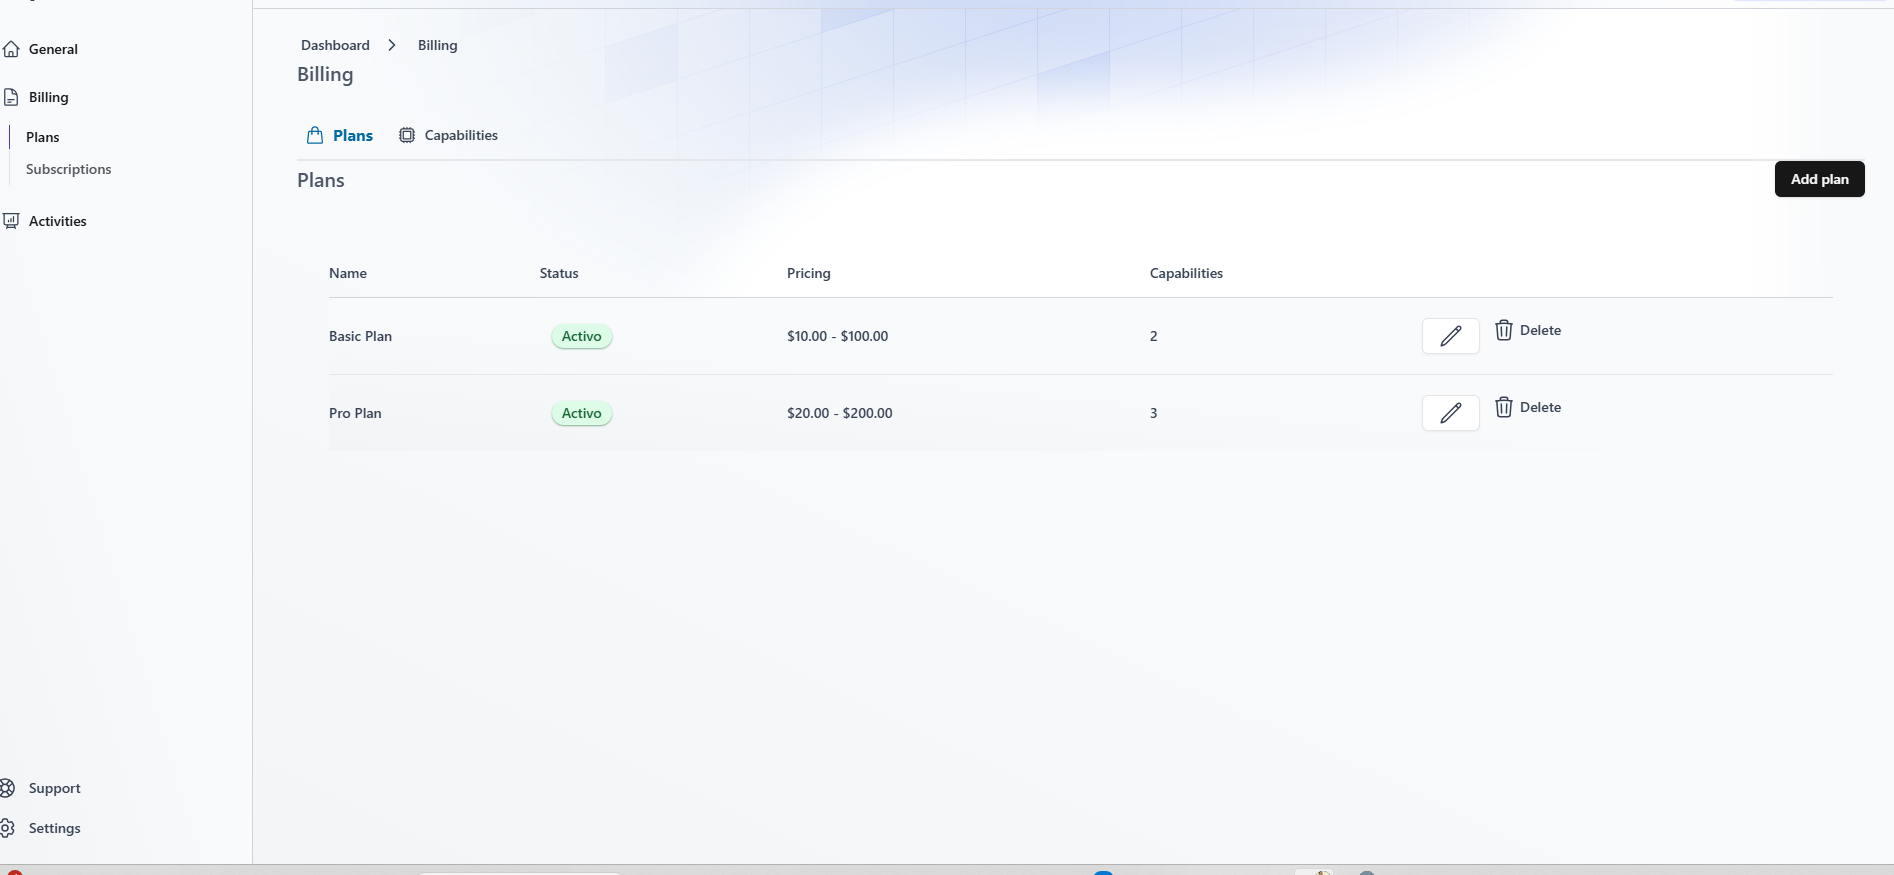 General
Billing
Plans
Subscriptions
Activities
Support
Settings
Dashboard > Billing
Billing
Plans Capabilities
Plans
Add plan
Name Status Pricing Capabilities
Basic Plan Activo $10.00 - $100.00 2 Delete
Pro Plan Activo $20.00 - $200.00 3 Delete